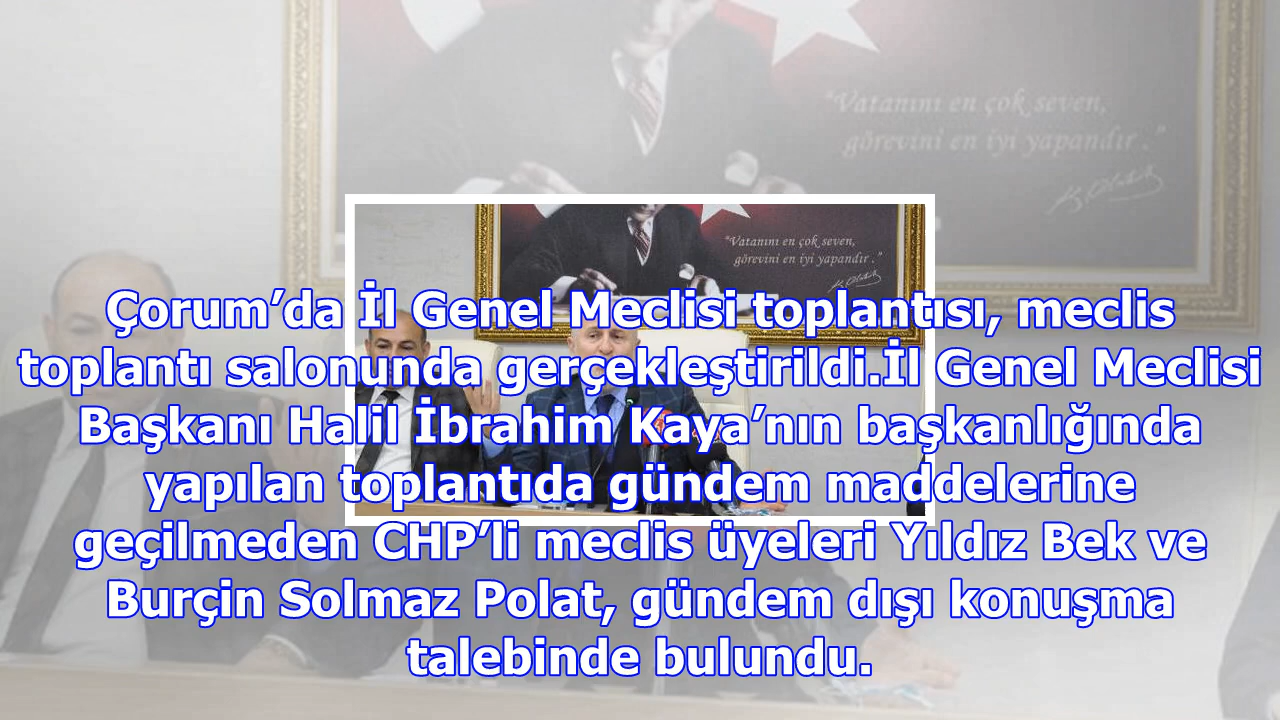 "Vatanını en çok seven,
görevini en iyi yapandır."
"Vatanını en çok seven,
görevini en iyi yapandır."
Çorum’da İl Genel Meclisi toplantısı, meclis
toplantı salonunda gerçekleştirildi.İl Genel Meclisi
Başkanı Halil İbrahim Kaya’nın başkanlığında
yapılan toplantıda gündem maddelerine
geçilmeden CHP’li meclis üyeleri Yıldız Bek ve
Burçin Solmaz Polat, gündem dışı konuşma
talebinde bulundu.